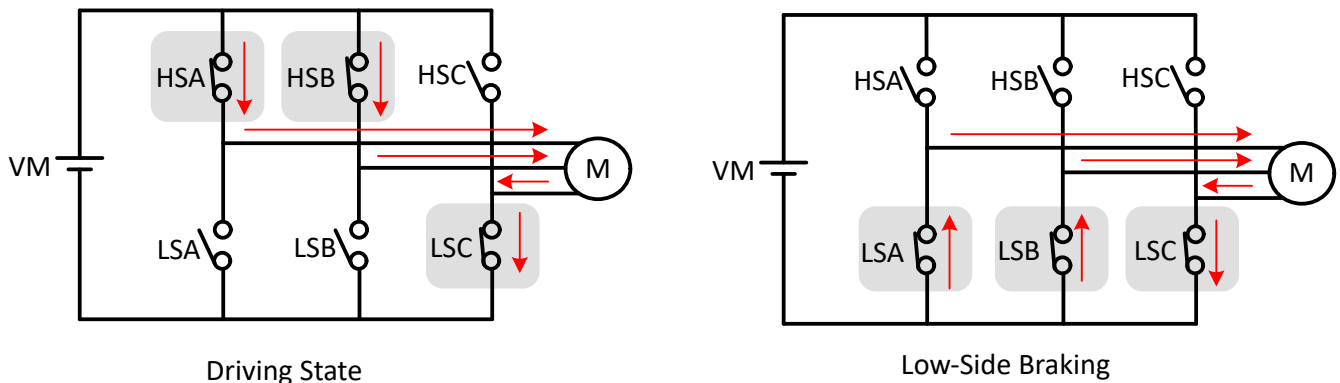 HSA
HSB
HSC
VM
M
LSA
LSB
LSC
Driving State
HSA
HSB
HSC
VM
M
LSA
LSB
LSC
Low-Side Braking